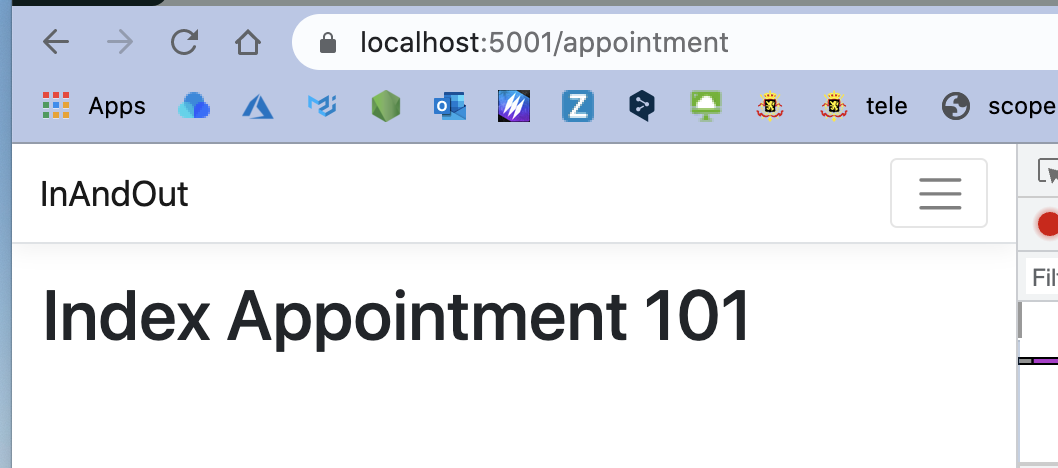 localhost:5001/appointment
Apps tele scope
InAndOut
Index Appointment 101